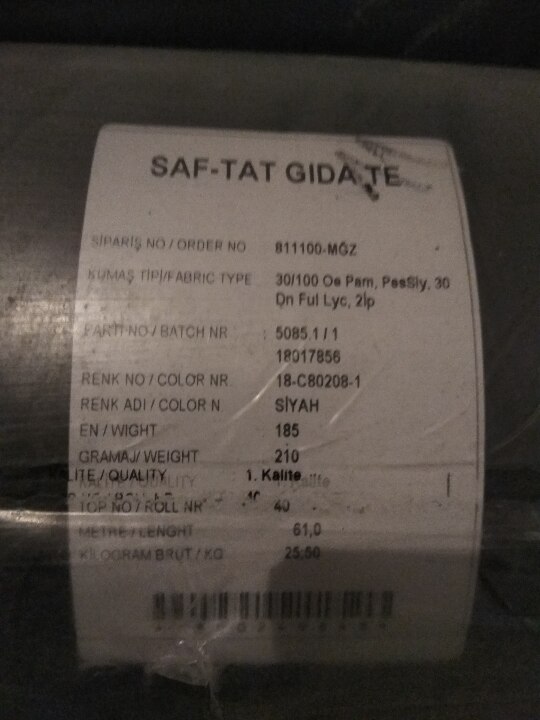 SAF-TAT GIDA TE
SİPARİŞ NO / ORDER NO 811100-MĞZ
KUMAŞ TİPİ/FABRIC TYPE 30/100 Oe Pam, PesSiy, 30
Dn Ful Lyc, 2İp
PARTİ NO / BATCH NR : 5085.1 / 1
18017856
RENK NO / COLOR NR. 18-C80208-1
RENK ADI / COLOR N SİYAH
EN / WIGHT 185
GRAMAJ/ WEIGHT 210
KALİTE / QUALITY 1. Kalite
TOP NO / ROLL NR 40
METRE / LENGHT 61,0
KİLOGRAM BRUT / KG 25,50